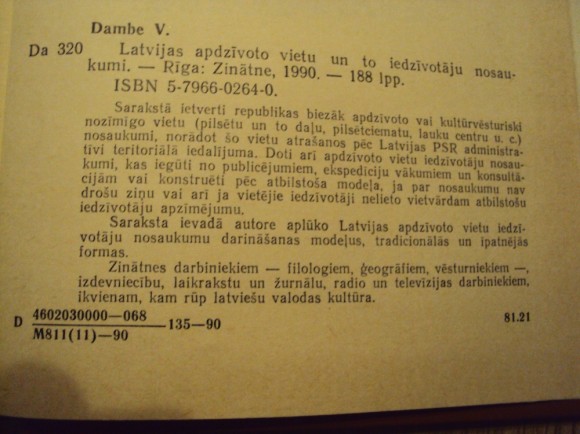 Dambe V.
Da 320 Latvijas apdzīvoto vietu un to iedzīvotāju nosau-
kumi. — Rīga: Zinātne, 1990. — 188 lpp.
ISBN 5-7966-0264-0.
Sarakstā ietverti republikas biezāk apdzīvoto vai kultūrvēsturiski
nozīmīgo vietu (pilsētu un to daļu, pilsētciematu, lauku centru u. c.)
nosaukumi, norādot šo vietu atrašanos pēc Latvijas PSR administra-
tīvi teritoriālā iedalījuma. Doti arī apdzīvoto vietu iedzīvotāju nosau-
kumi, kas iegūti no publicējumiem, ekspedīciju vākumiem un konsultā-
cijām vai konstruēti pēc atbilstoša modeļa, ja par nosaukumu nav
drošu ziņu vai arī ja vietējie iedzīvotāji nelieto vietvārdam atbilstošu
iedzīvotāju apzīmējumu.
Saraksta ievadā autore aplūko Latvijas apdzīvoto vietu iedzī-
votāju nosaukumu darināšanas modeļus, tradicionālās un īpatnējās
formas.
Zinātnes darbiniekiem — filologiem, ģeogrāfiem, vēsturniekiem —,
izdevniecību, laikrakstu un žurnālu, radio un televīzijas darbiniekiem,
ikvienam, kam rūp latviešu valodas kultūra.
D 4602030000—068
M811(11)—90 135—90 81.21